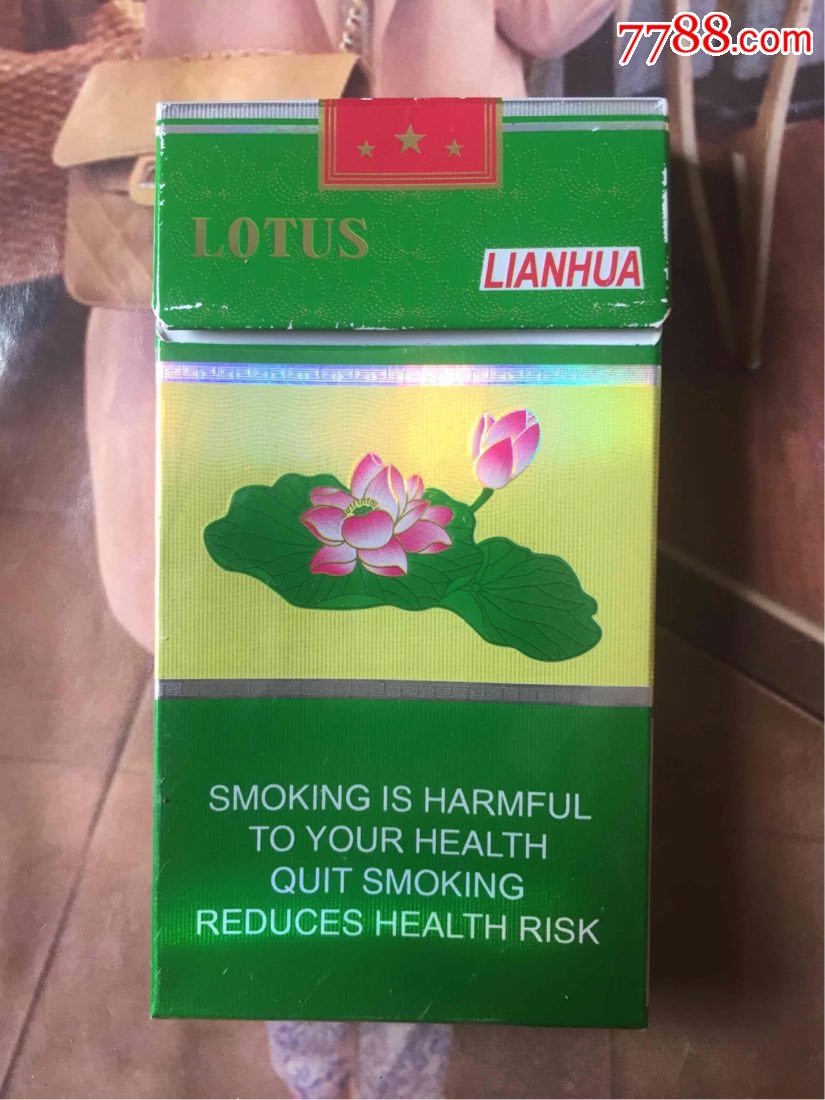 7788.com
LOTUS
LIANHUA
SMOKING IS HARMFUL
TO YOUR HEALTH
QUIT SMOKING
REDUCES HEALTH RISK